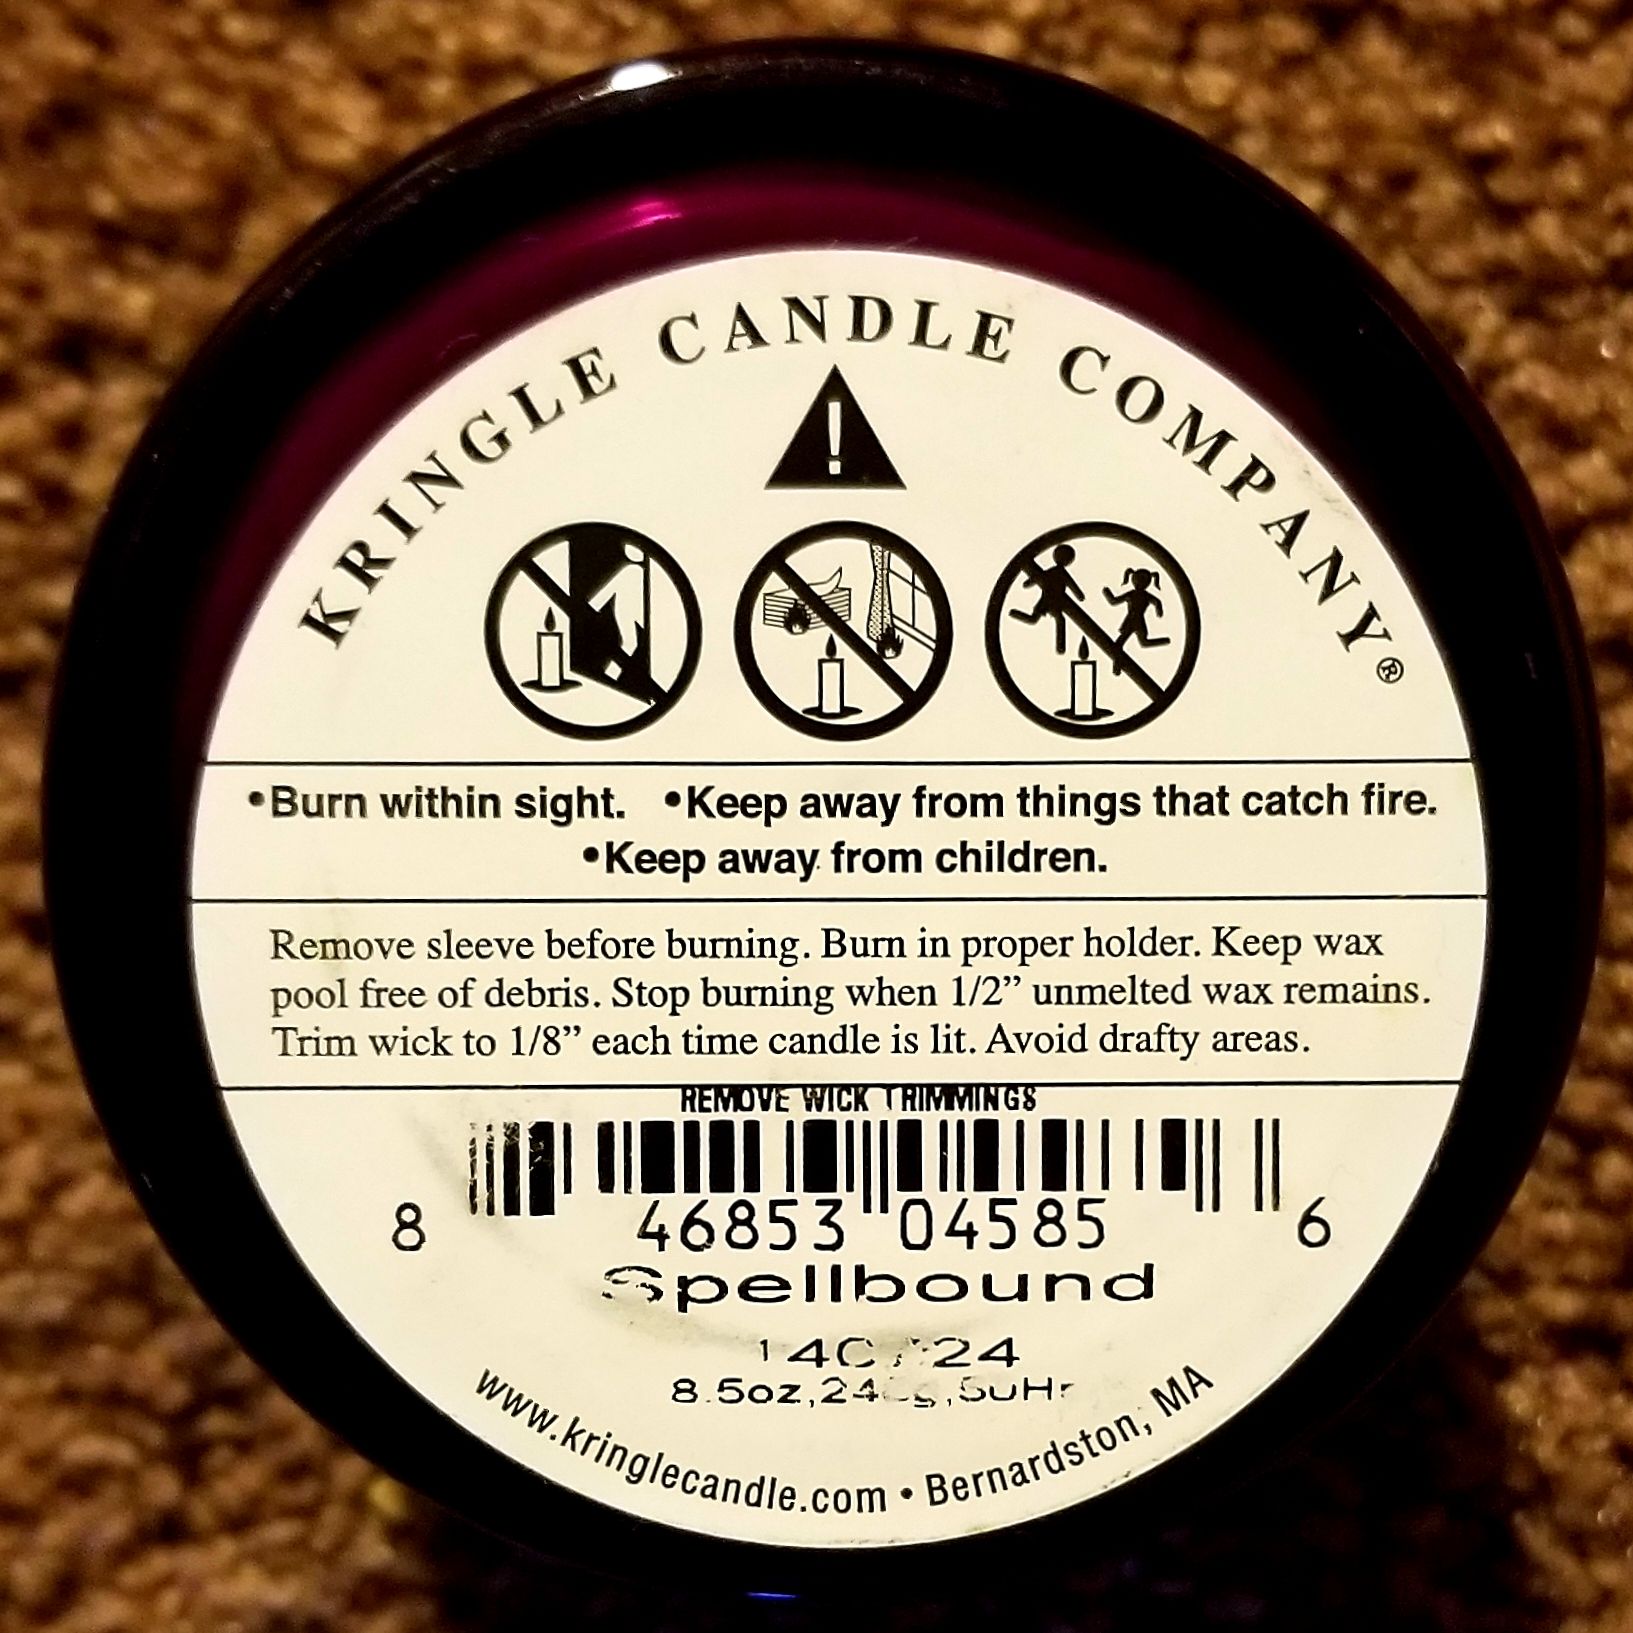 KRINGLE CANDLE COMPANY®
!
•Burn within sight. •Keep away from things that catch fire.
•Keep away from children.
Remove sleeve before burning. Burn in proper holder. Keep wax
pool free of debris. Stop burning when 1/2” unmelted wax remains.
Trim wick to 1/8” each time candle is lit. Avoid drafty areas.
REMOVE WICK TRIMMINGS
8 46853 04585 6
Spellbound
8.5oz,
www.kringlecandle.com • Bernardston, MA